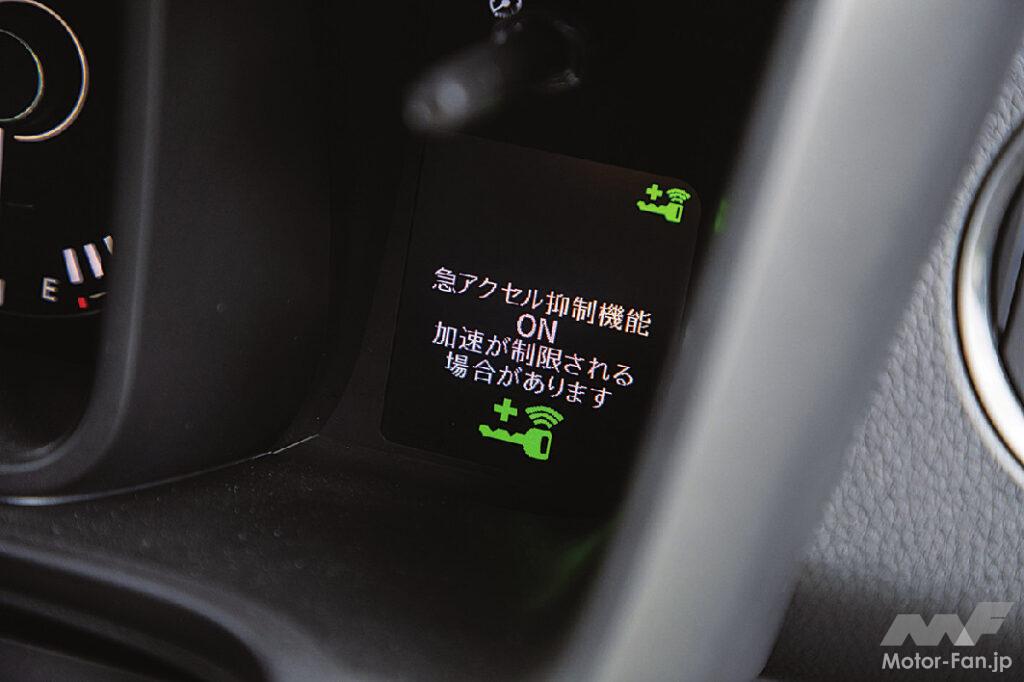 E
急アクセル抑制機能
ON
加速が制限される
場合があります
MF
Motor-Fan.jp